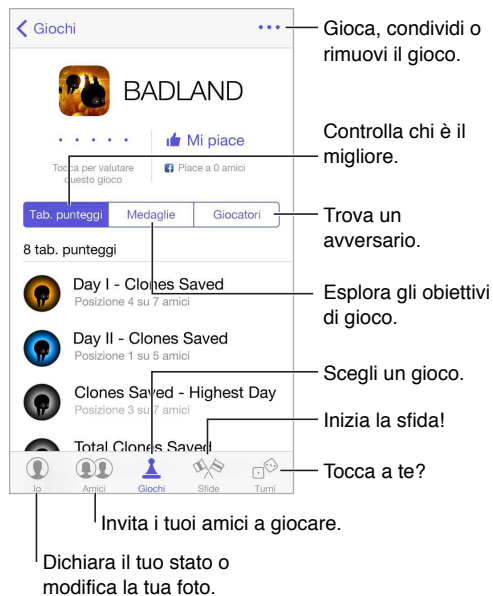 Giochi
Gioca, condividi o
rimuovi il gioco.
BADLAND
Mi piace
Tocca per valutare
questo gioco
Piace a 0 amici
Controlla chi è il
migliore.
Tab. punteggi
Medaglie
Giocatori
Trova un
avversario.
8 tab. punteggi
Day I - Clones Saved
Posizione 4 su 7 amici
Esplora gli obiettivi
di gioco.
Day II - Clones Saved
Posizione 1 su 5 amici
Scegli un gioco.
Clones Saved - Highest Day
Posizione 3 su 7 amici
Inizia la sfida!
Total Clones Saved
Tocca a te?
Io
Amici
Giochi
Sfide
Turni
Invita i tuoi amici a giocare.
Dichiara il tuo stato o
modifica la tua foto.